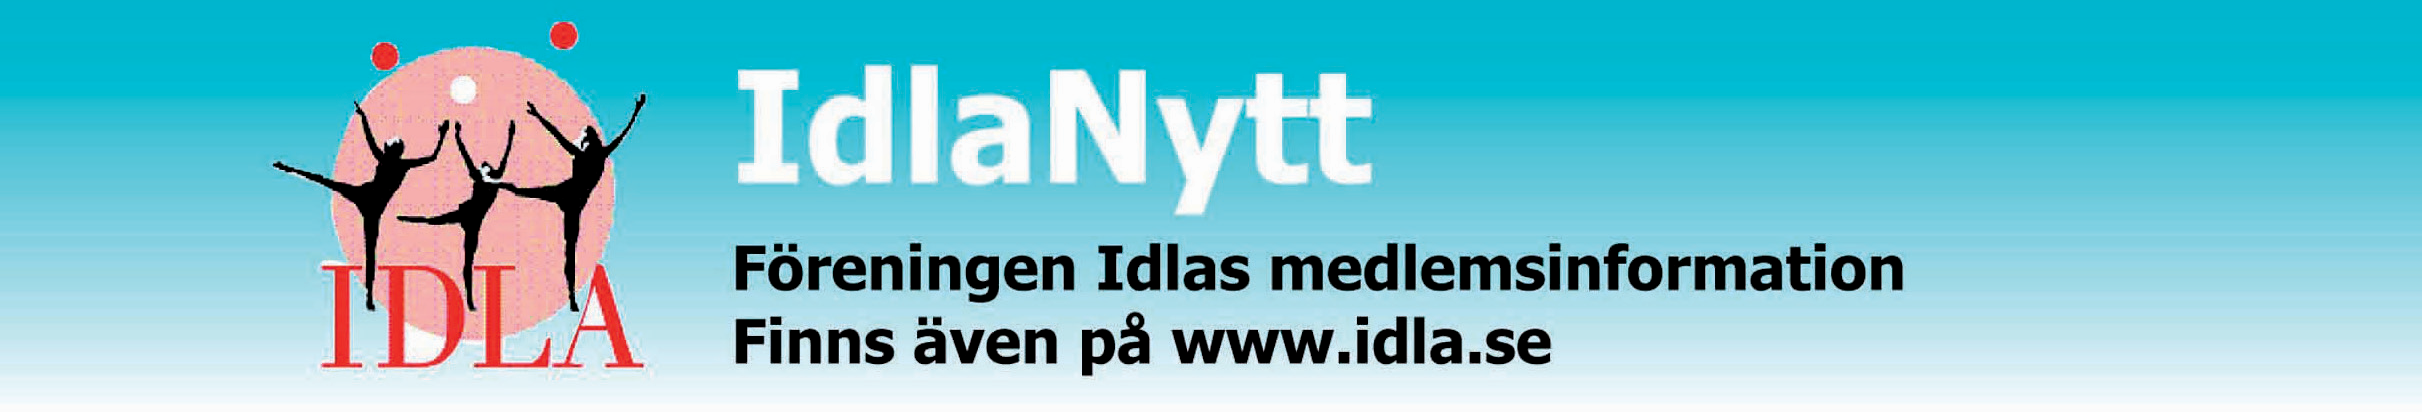 IDLA
IdlaNytt
Föreningen Idlas medlemsinformation
Finns även på www.idla.se